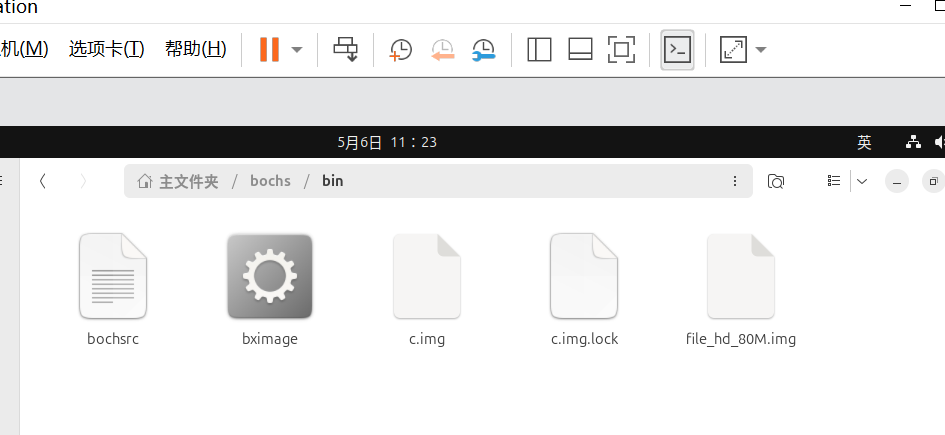 ation
机(M) 选项卡(T) 帮助(H)
5月6日 11：23 英
主文件夹 / bochs / bin
bochsrc bximage c.img c.img.lock file_hd_80M.img